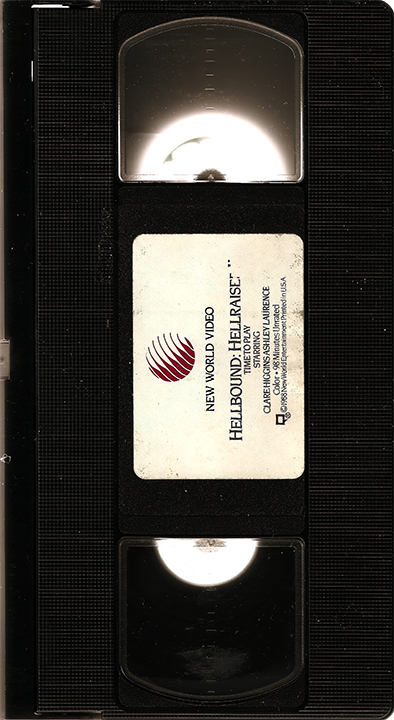 NEW WORLD VIDEO
HELLBOUND: HELLRAISER II
TIME TO PLAY
STARRING
CLARE HIGGINS/ASHLEY LAURENCE
Color • 98 Minutes Unrated
©1988 New World Entertainment Printed in U.S.A